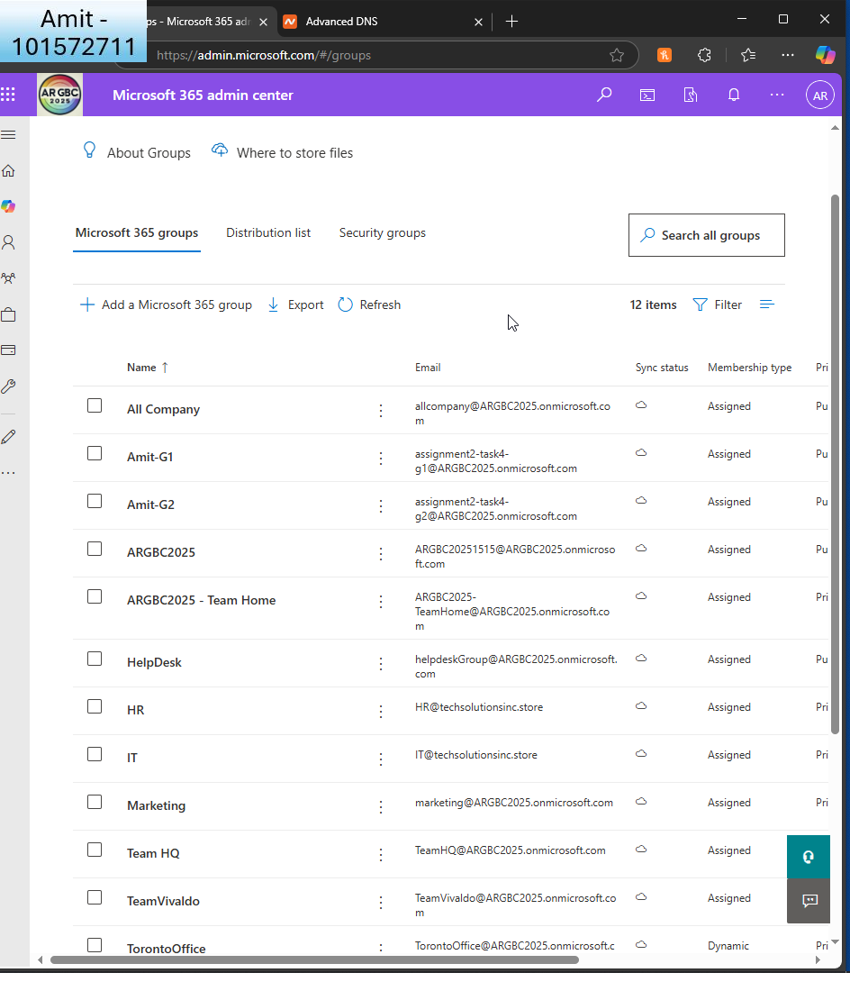 Amit -
101572711
ps - Microsoft 365 adr
Advanced DNS
https://admin.microsoft.com/#/groups
AR GBC
2025
Microsoft 365 admin center
AR
About Groups
Where to store files
Microsoft 365 groups
Distribution list
Security groups
Search all groups
Add a Microsoft 365 group
Export
Refresh
12 items
Filter
Name ↑
Email
Sync status
Membership type
Pri
All Company
allcompany@ARGBC2025.onmicrosoft.co
m
Assigned
Pu
Amit-G1
assignment2-task4-
g1@ARGBC2025.onmicrosoft.com
Assigned
Pu
Amit-G2
assignment2-task4-
g2@ARGBC2025.onmicrosoft.com
Assigned
Pu
ARGBC2025
ARGBC20251515@ARGBC2025.onmicroso
ft.com
Assigned
Pu
ARGBC2025 - Team Home
ARGBC2025-
TeamHome@ARGBC2025.onmicrosoft.co
m
Assigned
Pri
HelpDesk
helpdeskGroup@ARGBC2025.onmicrosoft.
com
Assigned
Pu
HR
HR@techsolutionsinc.store
Assigned
Pri
IT
IT@techsolutionsinc.store
Assigned
Pri
Marketing
marketing@ARGBC2025.onmicrosoft.com
Assigned
Pri
Team HQ
TeamHQ@ARGBC2025.onmicrosoft.com
Assigned
TeamVivaldo
TeamVivaldo@ARGBC2025.onmicrosoft.co
m
Assigned
TorontoOffice
TorontoOffice@ARGBC2025.onmicrosoft.c
Dynamic
Pri